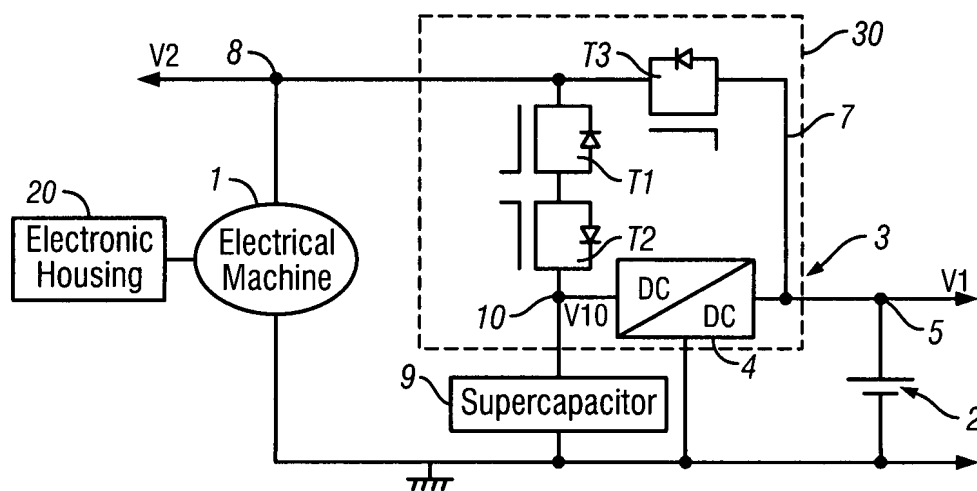 V2
8
T3
30
7
T1
20
1
Electronic
Housing
Electrical
Machine
T2
3
DC
DC
V1
10
V10
4
5
9
Supercapacitor
2